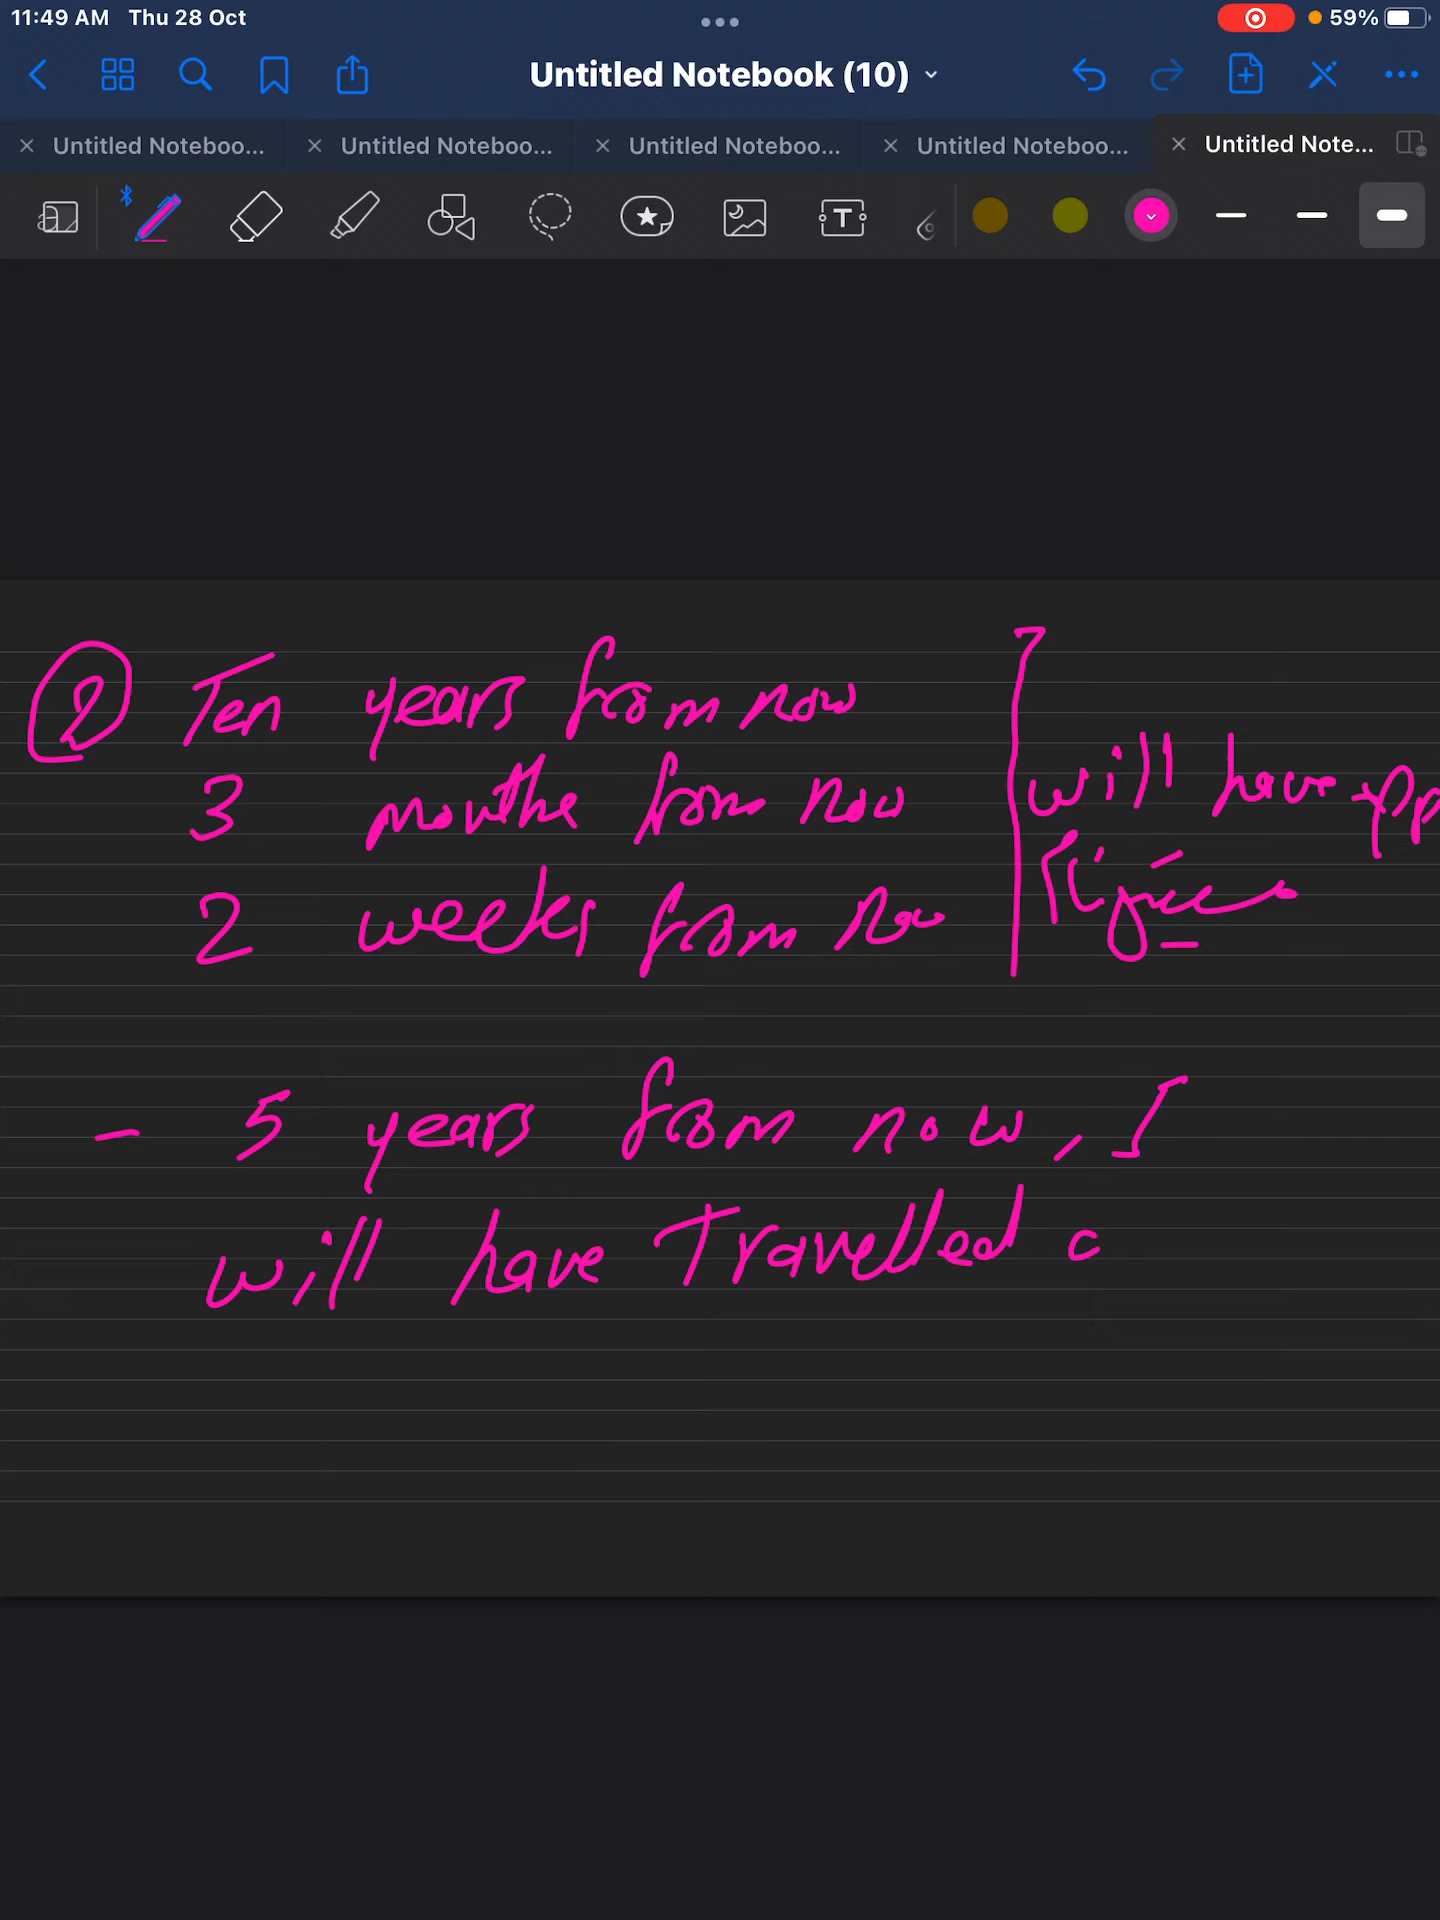 11:49 AM Thu 28 Oct
59%
Untitled Notebook (10)
Untitled Noteboo... Untitled Noteboo... Untitled Noteboo... Untitled Noteboo... Untitled Note...
2 Ten years from now
3 months from now
will have
2 weeks from now
- 5 years from now, I
will have Travelled